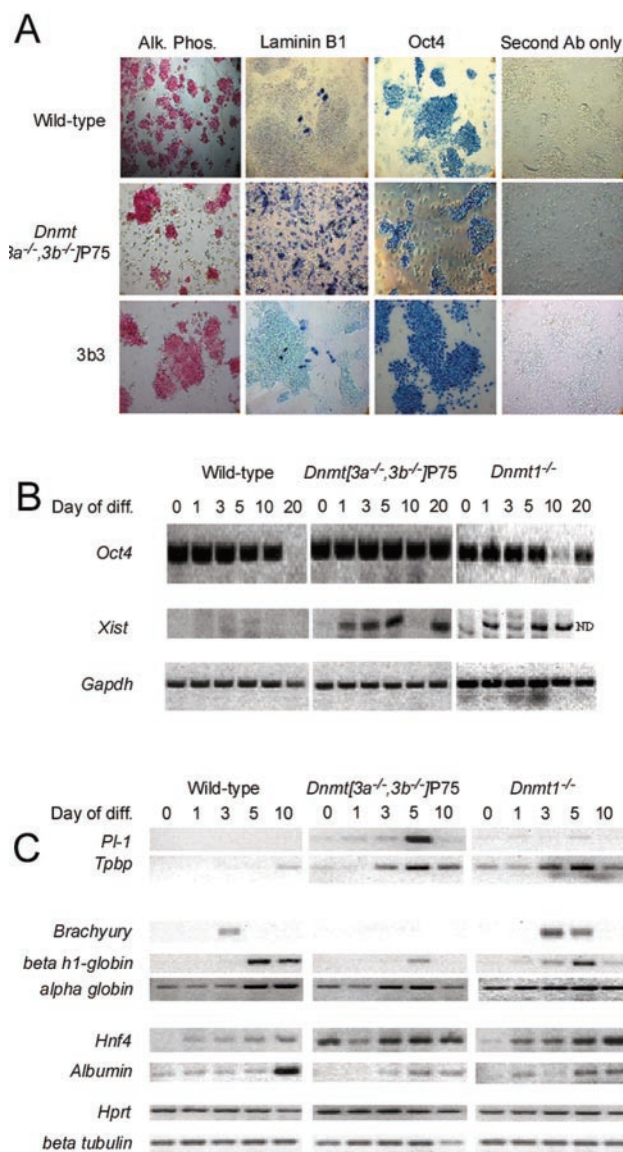 A
Alk. Phos. Laminin B1 Oct4 Second Ab only
Wild-type
Dnmt
3a-/-,3b-/-]P75
3b3
B
Wild-type Dnmt[3a-/-,3b-/-]P75 Dnmt1-/-
Day of diff. 0 1 3 5 10 20 0 1 3 5 10 20 0 1 3 5 10 20
Oct4
Xist ND
Gapdh
C
Wild-type Dnmt[3a-/-,3b-/-]P75 Dnmt1-/-
Day of diff. 0 1 3 5 10 0 1 3 5 10 0 1 3 5 10
Pl-1
Tpbp
Brachyury
beta h1-globin
alpha globin
Hnf4
Albumin
Hprt
beta tubulin